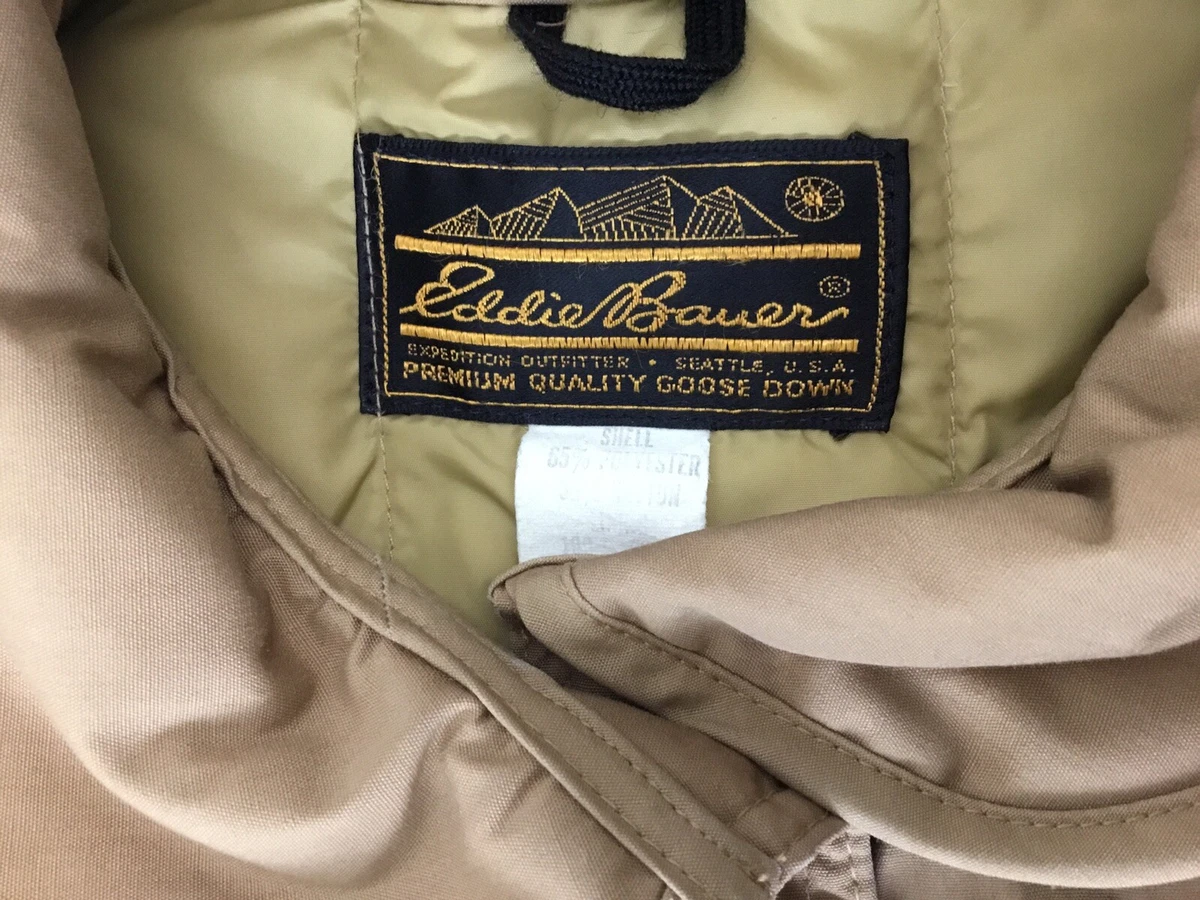 Eddie Bauer ®
EXPEDITION OUTFITTER • SEATTLE, U.S.A.
PREMIUM QUALITY GOOSE DOWN
SHELL
65% POLYESTER